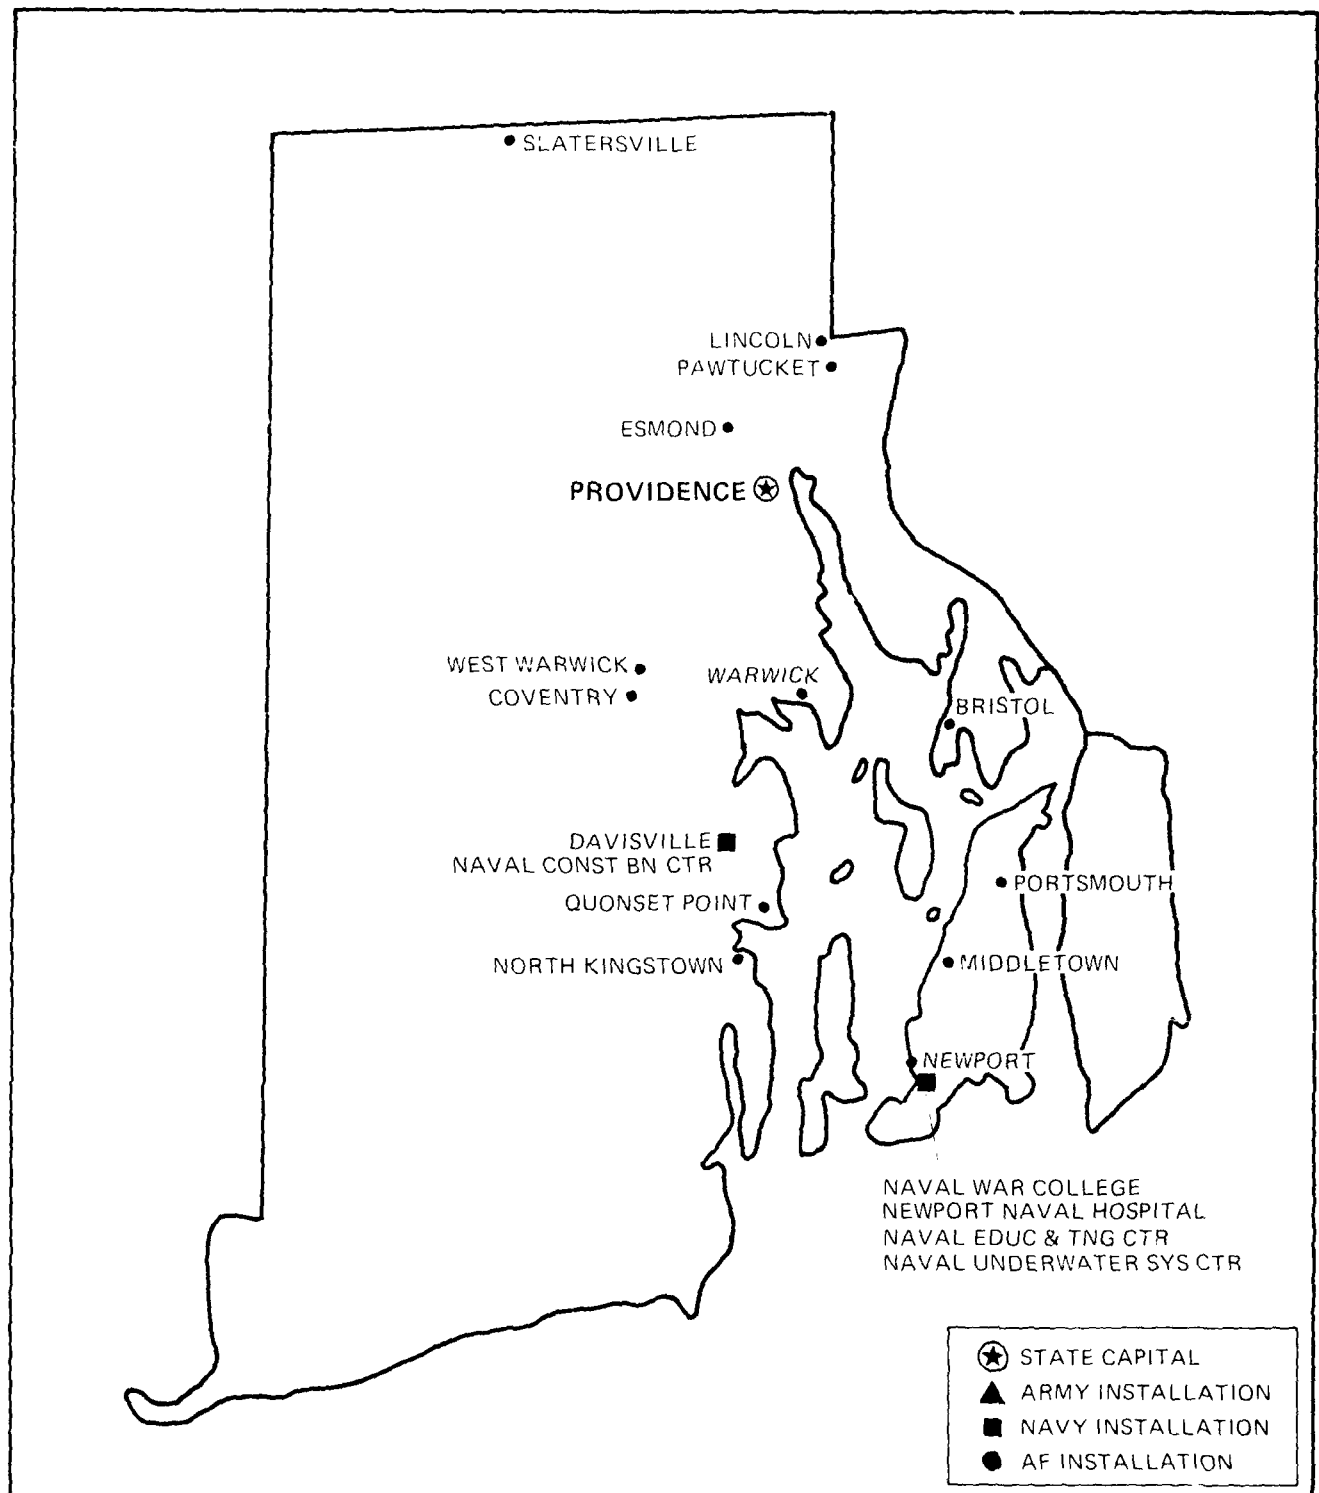 SLATERSVILLE
LINCOLN
PAWTUCKET
ESMOND
PROVIDENCE
WEST WARWICK
WARWICK
COVENTRY
BRISTOL
DAVISVILLE
NAVAL CONST BN CTR
PORTSMOUTH
QUONSET POINT
NORTH KINGSTOWN
MIDDLETOWN
NEWPORT
NAVAL WAR COLLEGE
NEWPORT NAVAL HOSPITAL
NAVAL EDUC & TNG CTR
NAVAL UNDERWATER SYS CTR
STATE CAPITAL
ARMY INSTALLATION
NAVY INSTALLATION
AF INSTALLATION